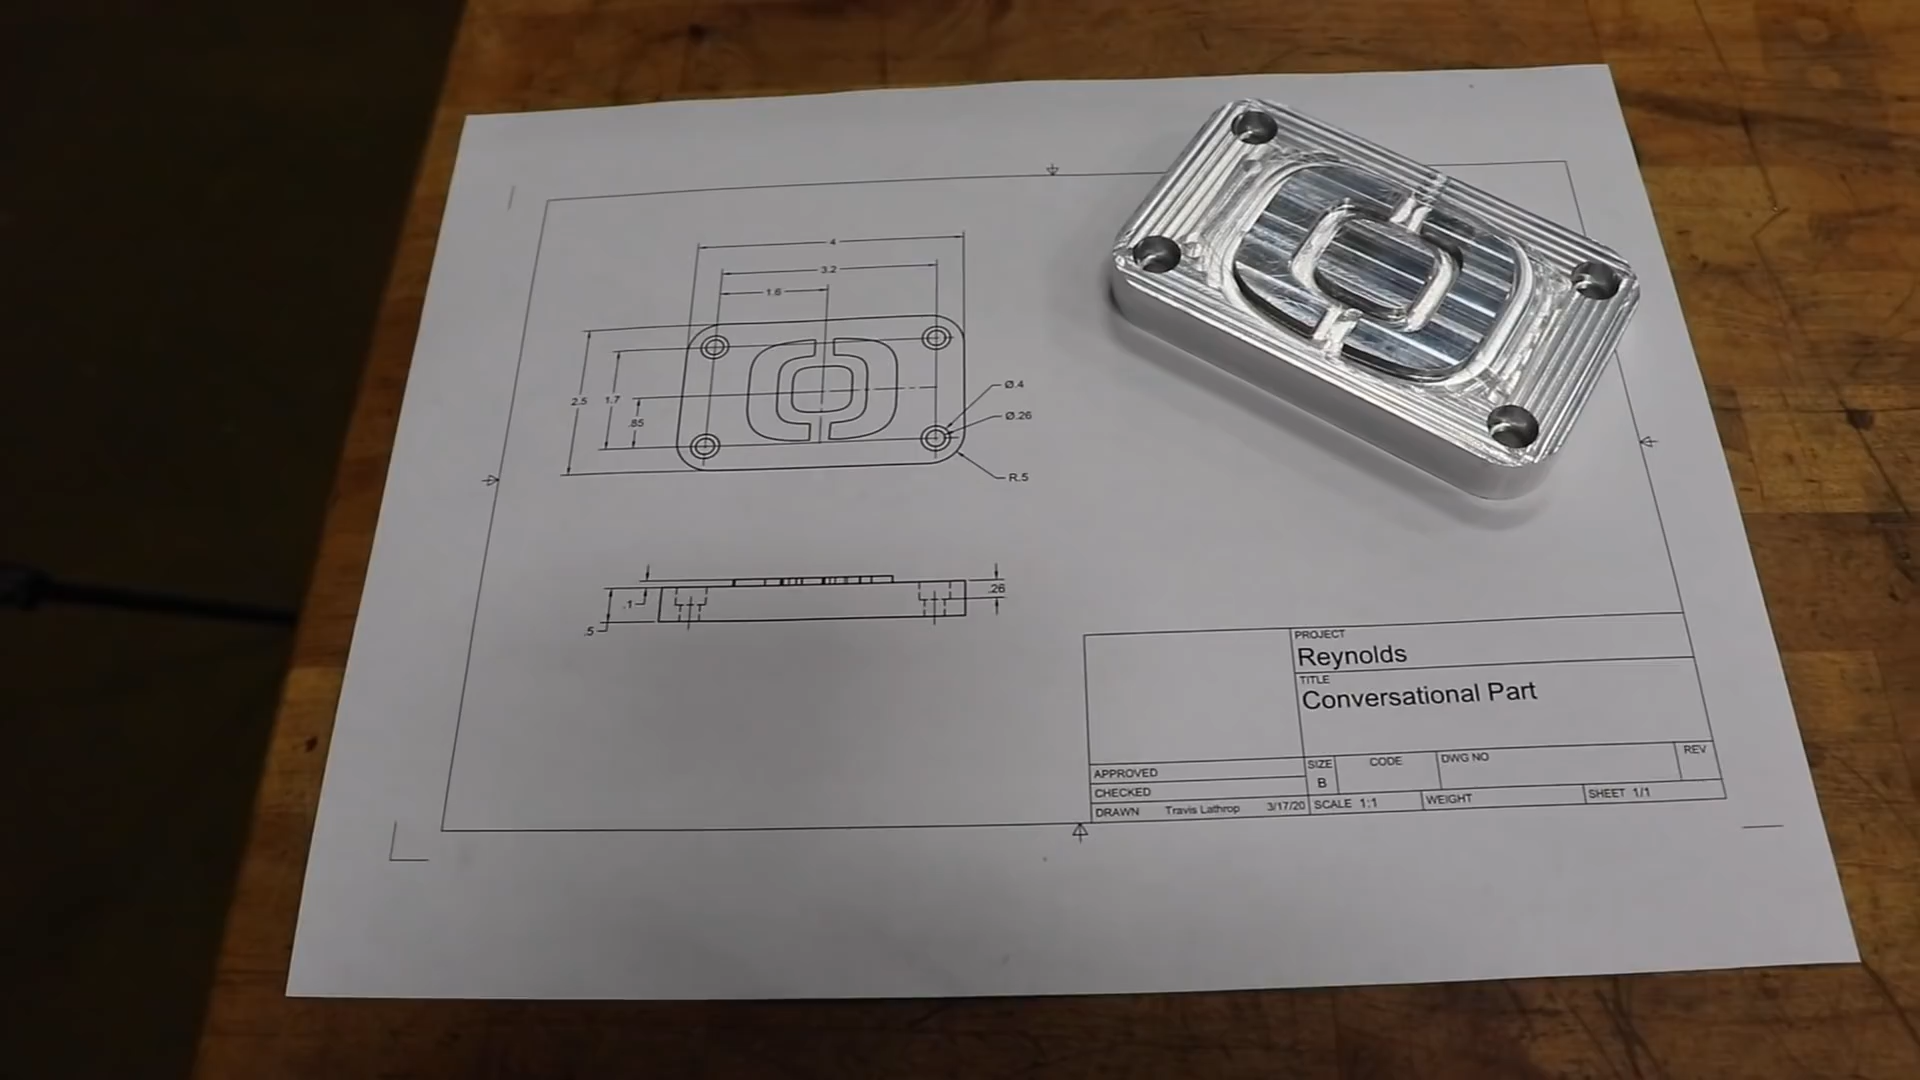 4
3.2
1.6
2.5
1.7
.85
Ø.4
Ø.26
R.5
.1
.5
.26
PROJECT
Reynolds
TITLE
Conversational Part
APPROVED
CHECKED
DRAWN Travis Lathrop 3/17/20
SIZE
B
CODE
DWG NO
REV
SCALE 1:1
WEIGHT
SHEET 1/1